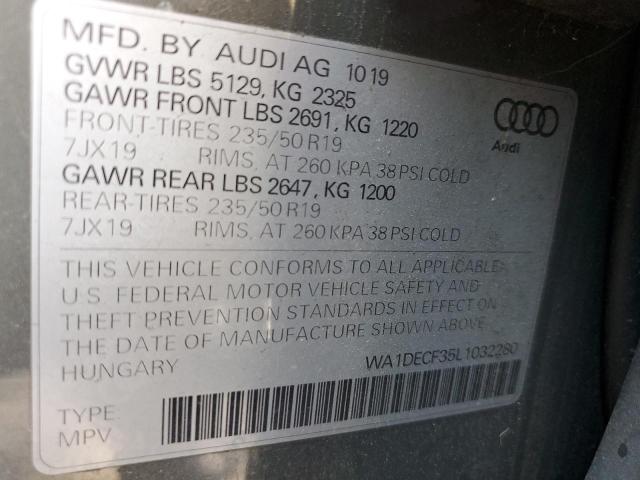 MFD. BY AUDI AG 10 19
GVWR LBS 5129, KG 2325
GAWR FRONT LBS 2691, KG 1220
FRONT-TIRES 235/50 R19
7JX19 RIMS, AT 260 KPA 38 PSI COLD
GAWR REAR LBS 2647, KG 1200
REAR-TIRES 235/50 R19
7JX19 RIMS, AT 260 KPA 38 PSI COLD
Audi
THIS VEHICLE CONFORMS TO ALL APPLICABLE
U.S. FEDERAL MOTOR VEHICLE SAFETY AND
THEFT PREVENTION STANDARDS IN EFFECT ON
THE DATE OF MANUFACTURE SHOWN ABOVE.
HUNGARY WA1DECF35L1032280
TYPE:
MPV